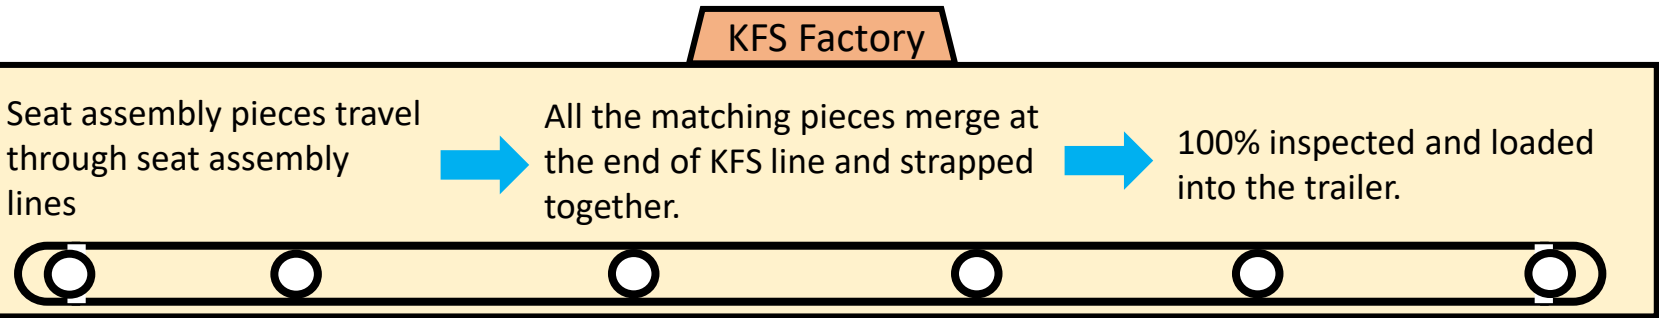 KFS Factory
Seat assembly pieces travel
through seat assembly
lines
All the matching pieces merge at
the end of KFS line and strapped
together.
100% inspected and loaded
into the trailer.